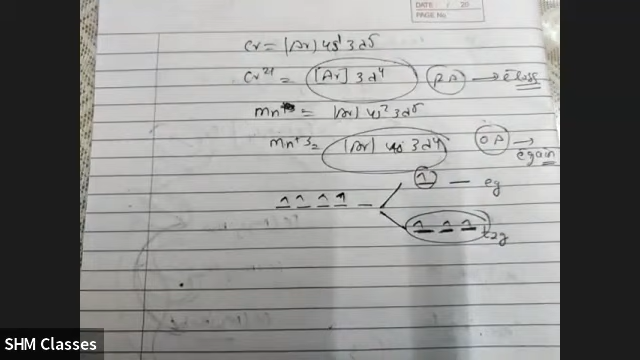 DATE / 20
PAGE No
Cr = (Ar) 4s¹ 3d⁵
Cr²⁺ = [Ar] 3d⁴ RA → e loss
Mn = (Ar) 4s² 3d⁵
Mn⁺³ = (Ar) 3d⁴ OA → e gain
eg
t2g
SHM Classes